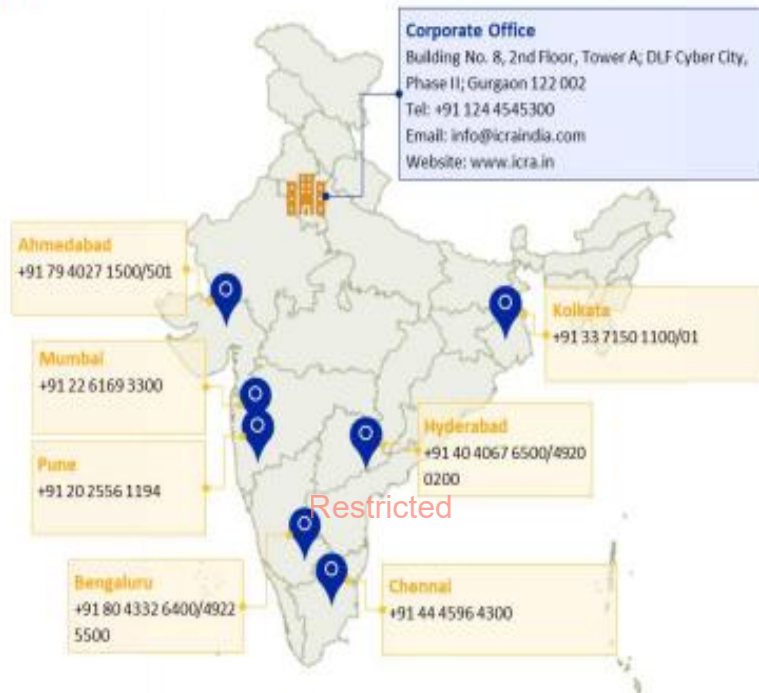 Corporate Office
Building No. 8, 2nd Floor, Tower A; DLF Cyber City,
Phase II; Gurgaon 122 002
Tel: +91 124 4545300
Email: info@icraindia.com
Website: www.icra.in
Ahmedabad
+91 79 4027 1500/501
Kolkata
+91 33 7150 1100/01
Mumbai
+91 22 6169 3300
Hyderabad
+91 40 4067 6500/4920
0200
Pune
+91 20 2556 1194
Restricted
Bengaluru
+91 80 4332 6400/4922
5500
Chennai
+91 44 4596 4300